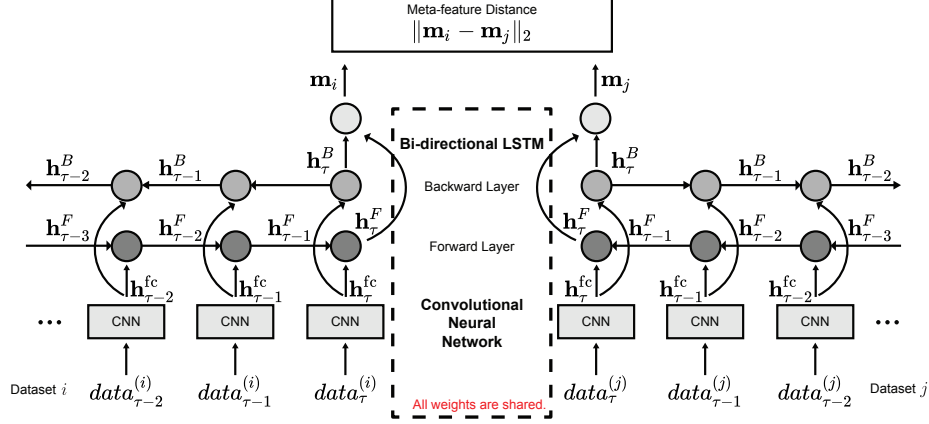 Meta-feature Distance
‖m_i − m_j‖_2
m_i
m_j
Bi-directional LSTM
h^B_{τ−2} h^B_{τ−1} h^B_τ
h^B_τ h^B_{τ−1} h^B_{τ−2}
Backward Layer
h^F_{τ−3} h^F_{τ−2} h^F_{τ−1} h^F_τ
h^F_τ h^F_{τ−1} h^F_{τ−2} h^F_{τ−3}
Forward Layer
h^fc_{τ−2} h^fc_{τ−1} h^fc_τ
h^fc_τ h^fc_{τ−1} h^fc_{τ−2}
Convolutional
Neural
Network
... CNN CNN CNN
CNN CNN CNN ...
Dataset i data^{(i)}_{τ−2} data^{(i)}_{τ−1} data^{(i)}_τ
data^{(j)}_τ data^{(j)}_{τ−1} data^{(j)}_{τ−2} Dataset j
All weights are shared.